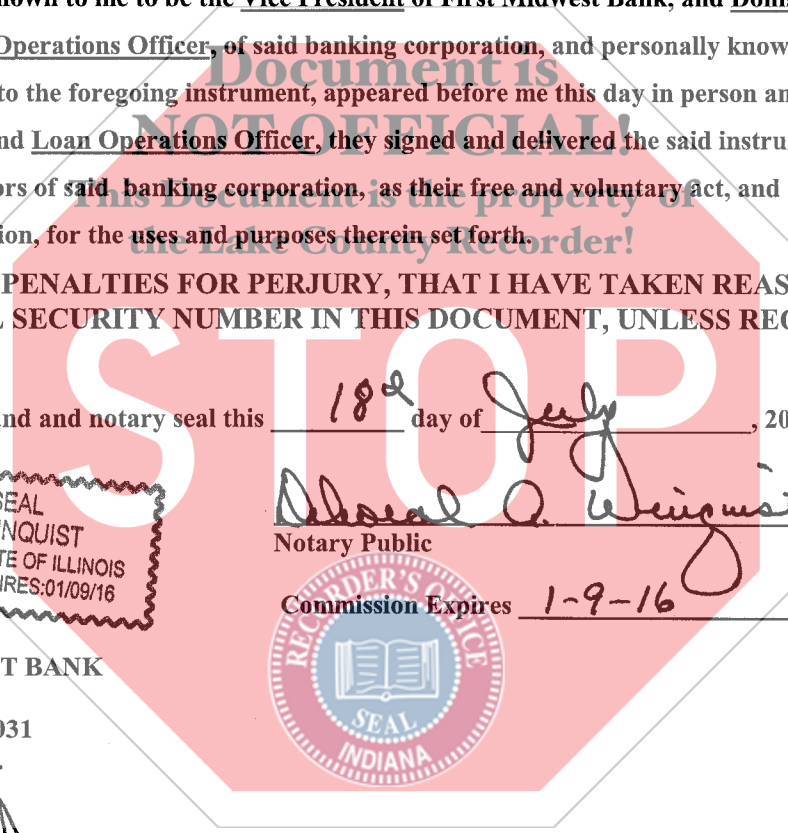 nown to me to be the Vice President of First Midwest Bank, and Dom
Operations Officer, of said banking corporation, and personally know
Document is
to the foregoing instrument, appeared before me this day in person an
NOT OFFICIAL!
nd Loan Operations Officer, they signed and delivered the said instru
ors of said banking corporation, as their free and voluntary act, and
This Document is the property of
ion, for the uses and purposes therein set forth.
the Lake County Recorder!
PENALTIES FOR PERJURY, THAT I HAVE TAKEN REAS
SECURITY NUMBER IN THIS DOCUMENT, UNLESS REQ
STOP
and and notary seal this 18th day of July, 20
SEAL
NQUIST
TE OF ILLINOIS
IRES:01/09/16
Deborah A. Winquis
Notary Public
Commission Expires 1-9-16
RECORDER'S OFFICE
SEAL
INDIANA
T BANK
031